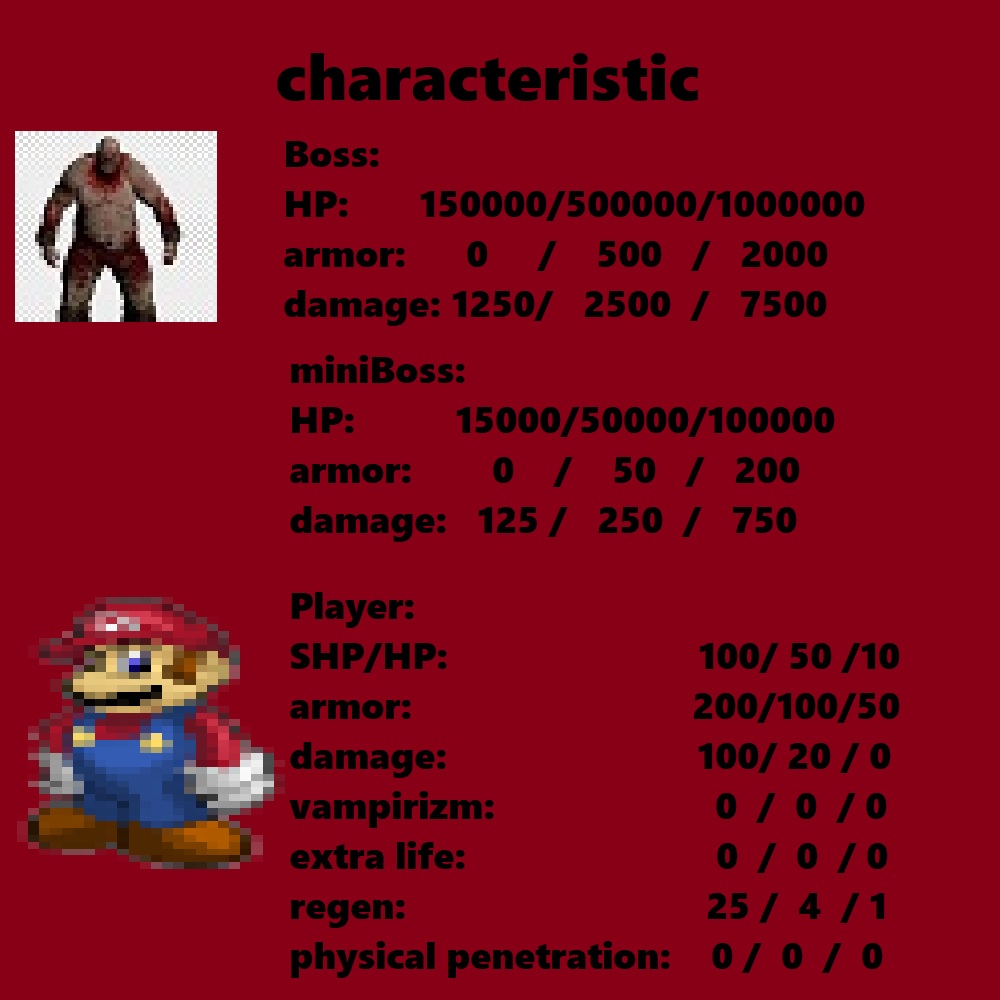 characteristic
Boss:
HP: 150000/500000/1000000
armor: 0 / 500 / 2000
damage: 1250/ 2500 / 7500
miniBoss:
HP: 15000/50000/100000
armor: 0 / 50 / 200
damage: 125 / 250 / 750
Player:
SHP/HP: 100/ 50 /10
armor: 200/100/50
damage: 100/ 20 / 0
vampirizm: 0 / 0 / 0
extra life: 0 / 0 / 0
regen: 25 / 4 / 1
physical penetration: 0 / 0 / 0